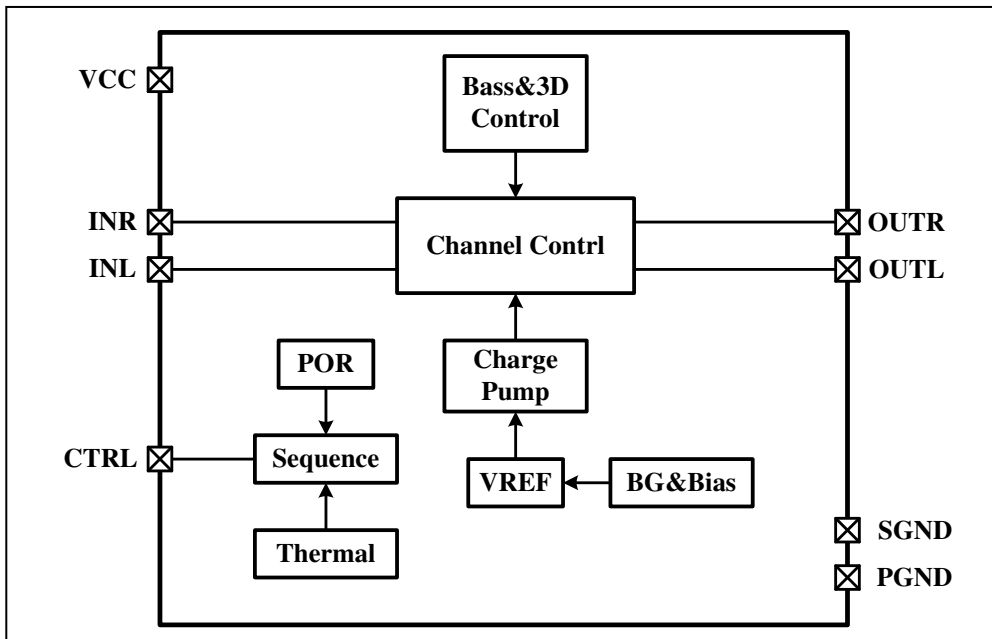 VCC
Bass&3D
Control
INR
Channel Contrl
OUTR
INL
OUTL
POR
Charge
Pump
CTRL
Sequence
VREF
BG&Bias
Thermal
SGND
PGND